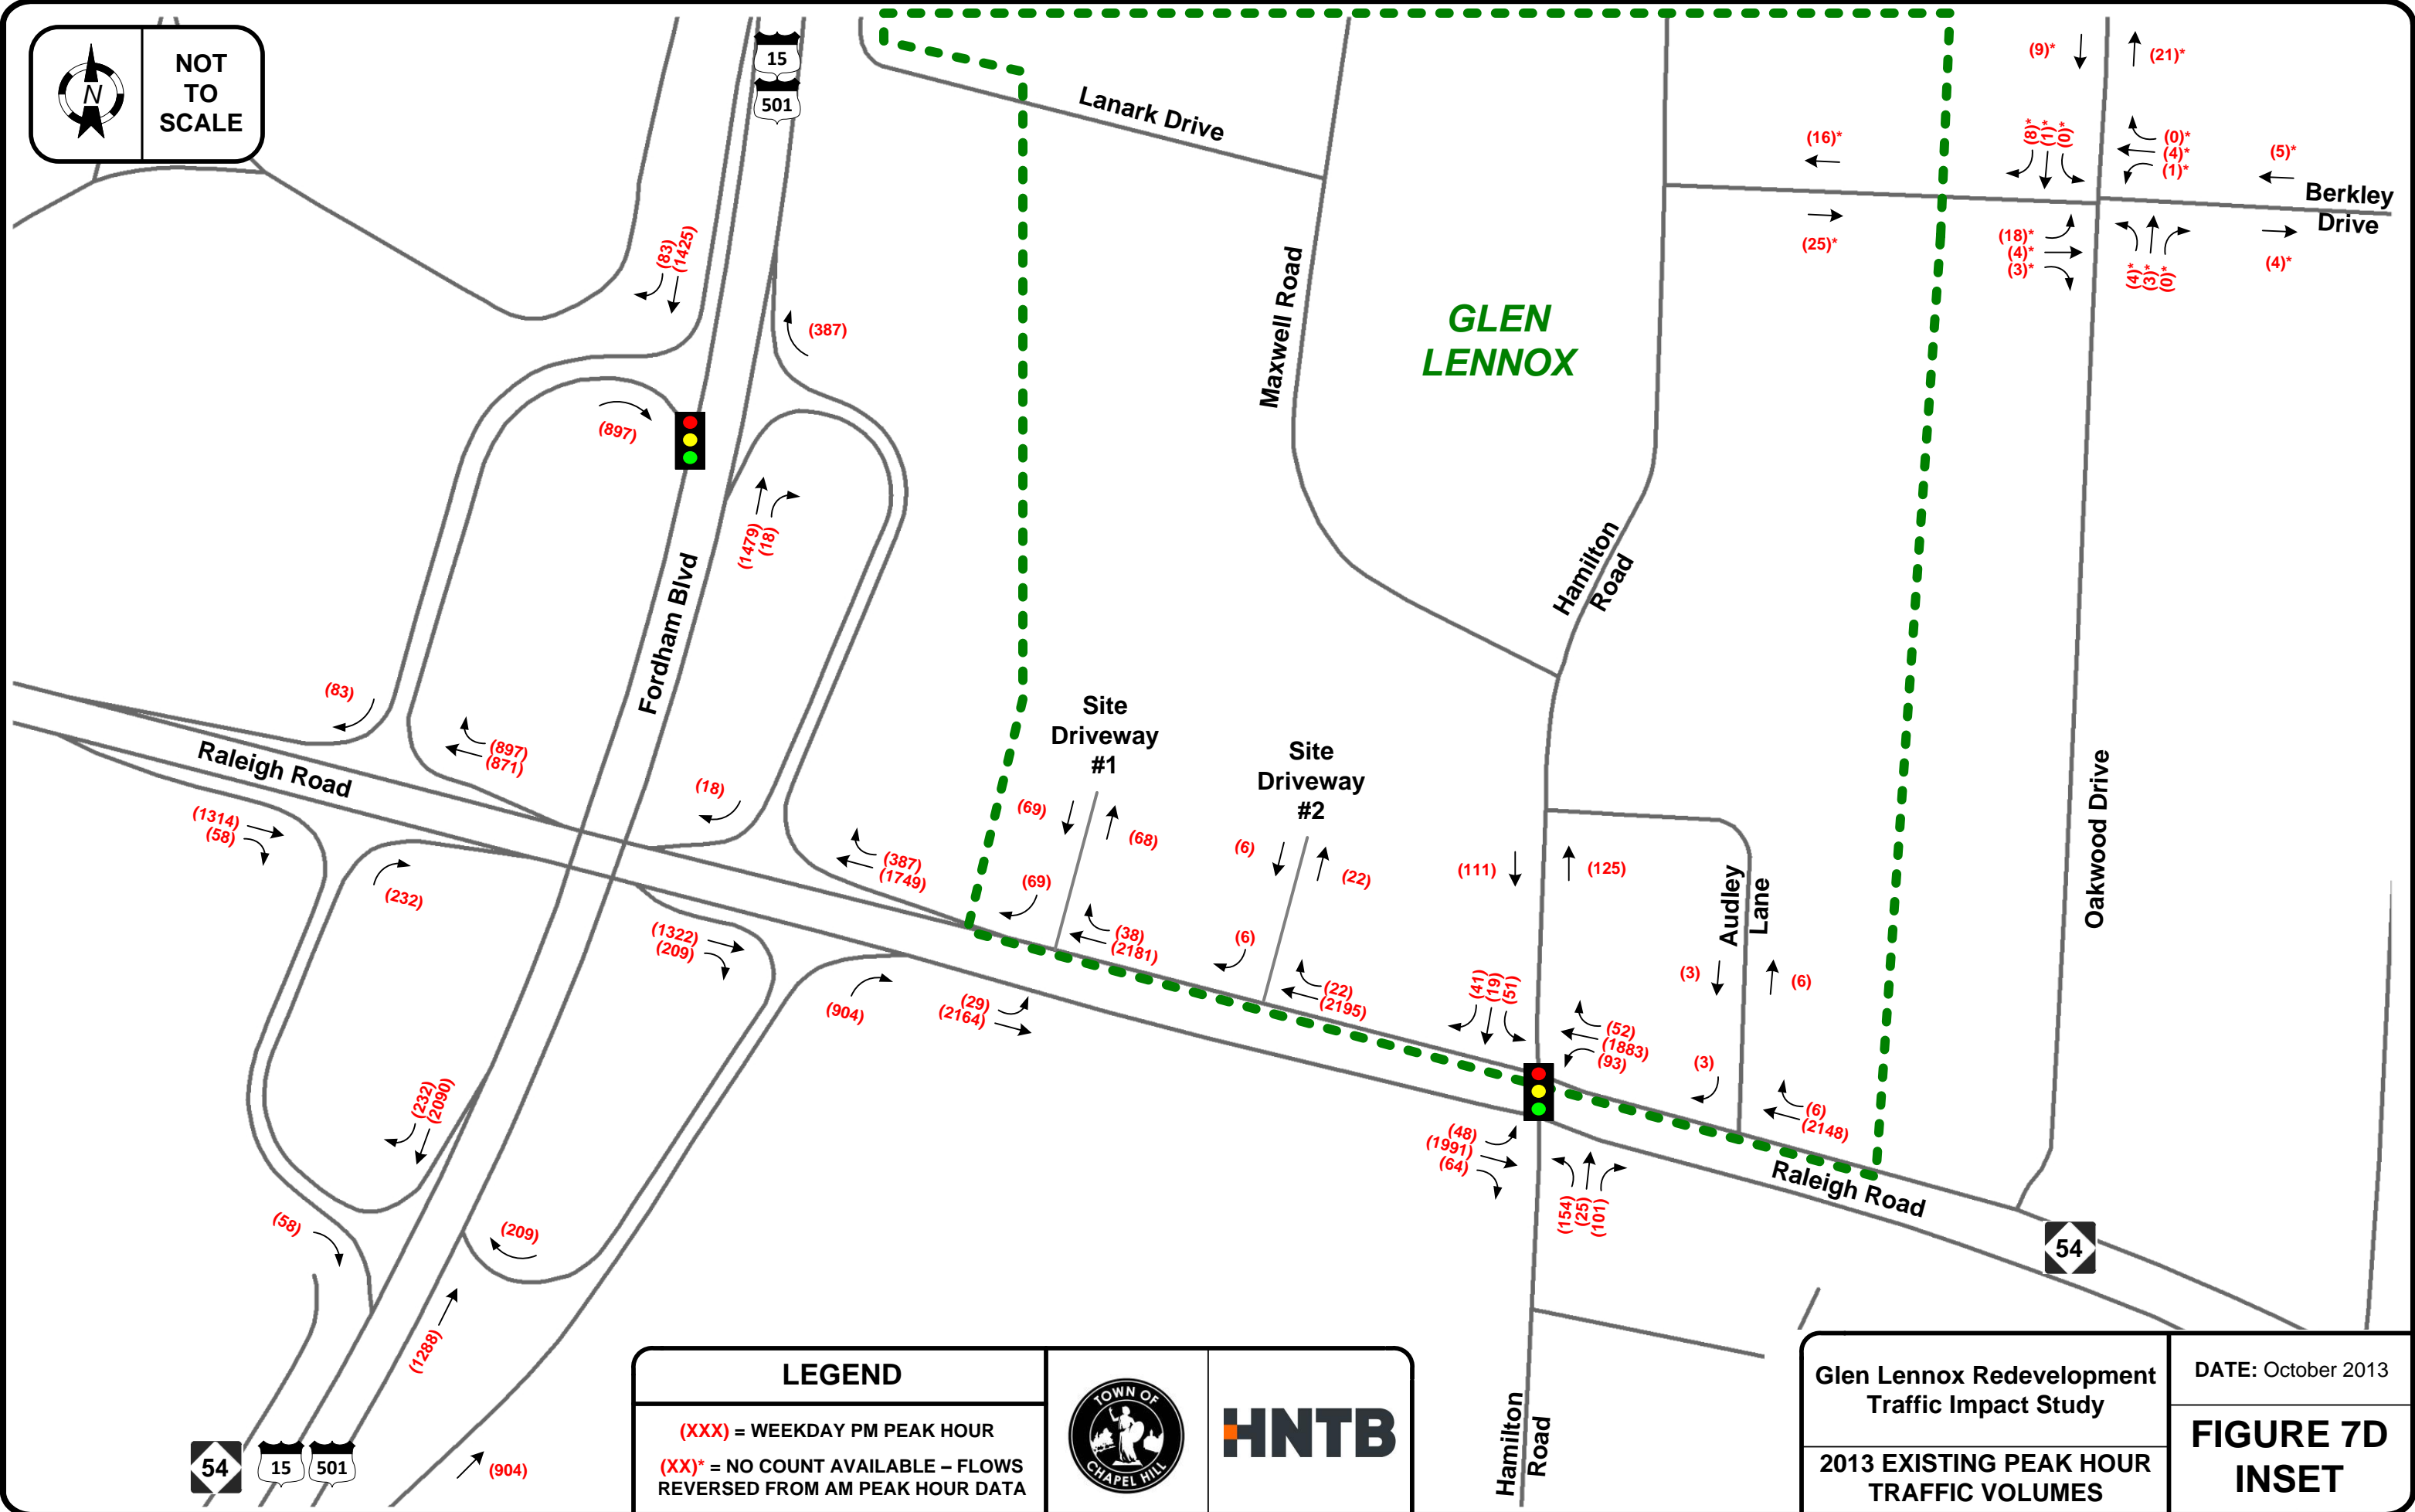 N
NOT
TO
SCALE
15
501
Lanark Drive
(9)*
(21)*
(16)*
(8)*
(1)*
(0)*
(0)*
(4)*
(1)*
(5)*
Berkley
Drive
(25)*
(18)*
(4)*
(3)*
(4)*
(3)*
(0)*
(4)*
(83)
(1425)
(387)
Maxwell Road
GLEN
LENNOX
(897)
(1479)
(18)
Fordham Blvd
Hamilton
Road
(83)
(897)
(871)
Raleigh Road
(18)
Site
Driveway
#1
Site
Driveway
#2
Oakwood Drive
(1314)
(58)
(232)
(387)
(1749)
(69)
(68)
(69)
(38)
(2181)
(6)
(22)
(6)
(22)
(2195)
(111)
(125)
Audley
Lane
(3)
(6)
(3)
(6)
(2148)
(1322)
(209)
(904)
(29)
(2164)
(41)
(19)
(51)
(52)
(1883)
(93)
(48)
(1991)
(64)
(154)
(25)
(101)
Raleigh Road
54
(232)
(2090)
(58)
(209)
(1288)
54
15
501
(904)
LEGEND
(XXX) = WEEKDAY PM PEAK HOUR
(XX)* = NO COUNT AVAILABLE – FLOWS
REVERSED FROM AM PEAK HOUR DATA
TOWN OF
CHAPEL HILL
HNTB
Hamilton
Road
Glen Lennox Redevelopment
Traffic Impact Study
2013 EXISTING PEAK HOUR
TRAFFIC VOLUMES
DATE: October 2013
FIGURE 7D
INSET